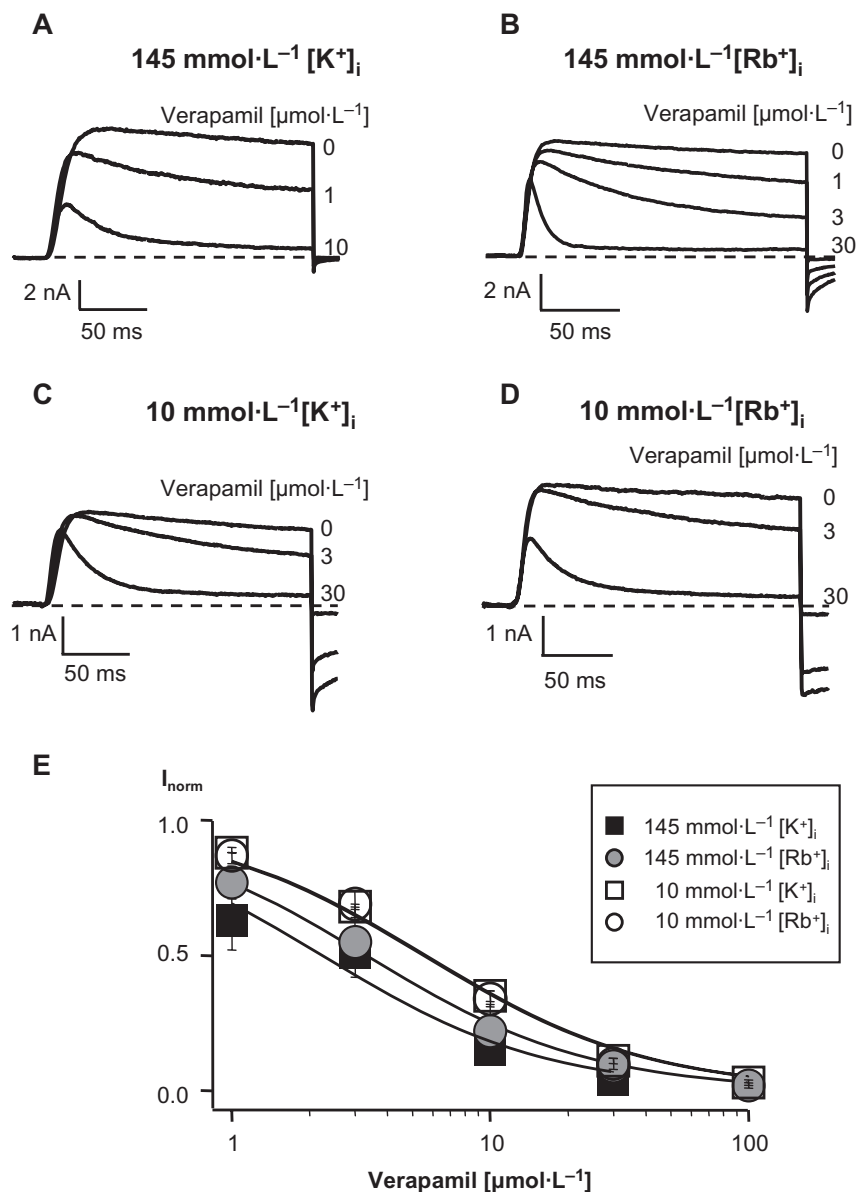 A
145 mmol·L⁻¹ [K⁺]ᵢ
Verapamil [µmol·L⁻¹]
0
1
10
2 nA
50 ms
B
145 mmol·L⁻¹[Rb⁺]ᵢ
Verapamil [µmol·L⁻¹]
0
1
3
30
2 nA
50 ms
C
10 mmol·L⁻¹[K⁺]ᵢ
Verapamil [µmol·L⁻¹]
0
3
30
1 nA
50 ms
D
10 mmol·L⁻¹[Rb⁺]ᵢ
Verapamil [µmol·L⁻¹]
0
3
30
1 nA
50 ms
E
Iₙₒᵣₘ
1.0
0.5
0.0
1
10
100
Verapamil [µmol·L⁻¹]
145 mmol·L⁻¹ [K⁺]ᵢ
145 mmol·L⁻¹ [Rb⁺]ᵢ
10 mmol·L⁻¹ [K⁺]ᵢ
10 mmol·L⁻¹ [Rb⁺]ᵢ